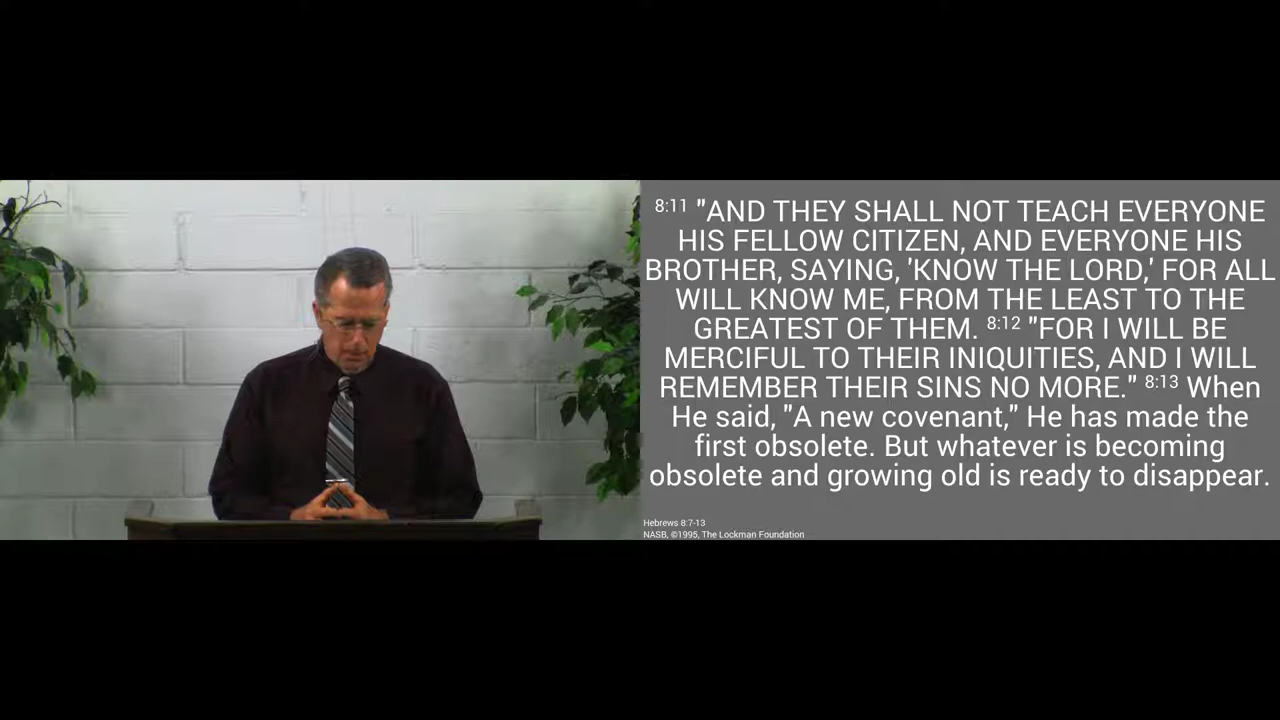 8:11 "AND THEY SHALL NOT TEACH EVERYONE
HIS FELLOW CITIZEN, AND EVERYONE HIS
BROTHER, SAYING, 'KNOW THE LORD,' FOR ALL
WILL KNOW ME, FROM THE LEAST TO THE
GREATEST OF THEM. 8:12 "FOR I WILL BE
MERCIFUL TO THEIR INIQUITIES, AND I WILL
REMEMBER THEIR SINS NO MORE." 8:13 When
He said, "A new covenant," He has made the
first obsolete. But whatever is becoming
obsolete and growing old is ready to disappear.
Hebrews 8:7-13
NASB, ©1995, The Lockman Foundation